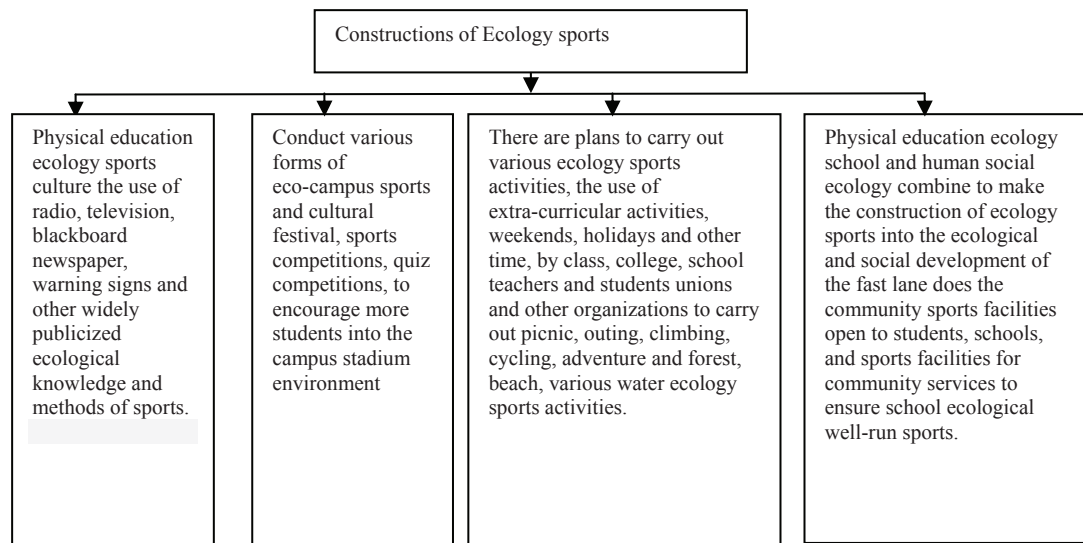 Constructions of Ecology sports
Physical education
ecology sports
culture the use of
radio, television,
blackboard
newspaper,
warning signs and
other widely
publicized
ecological
knowledge and
methods of sports.
Conduct various
forms of
eco-campus sports
and cultural
festival, sports
competitions, quiz
competitions, to
encourage more
students into the
campus stadium
environment
There are plans to carry out
various ecology sports
activities, the use of
extra-curricular activities,
weekends, holidays and other
time, by class, college, school
teachers and students unions
and other organizations to carry
out picnic, outing, climbing,
cycling, adventure and forest,
beach, various water ecology
sports activities.
Physical education ecology
school and human social
ecology combine to make
the construction of ecology
sports into the ecological
and social development of
the fast lane does the
community sports facilities
open to students, schools,
and sports facilities for
community services to
ensure school ecological
well-run sports.